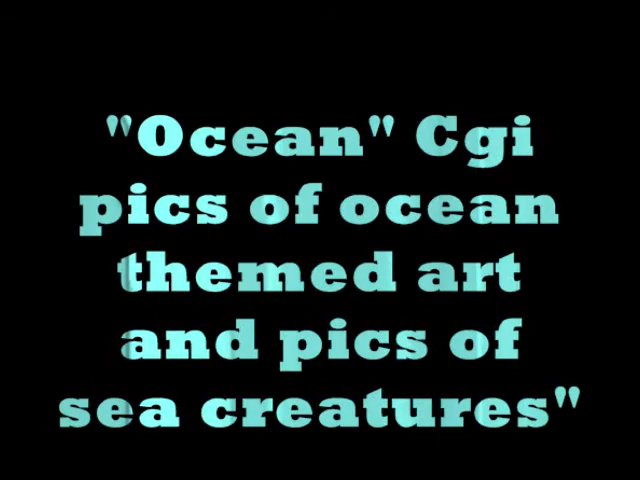 "Ocean" Cgi
pics of ocean
themed art
and pics of
sea creatures"